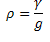 ρ = γ/g